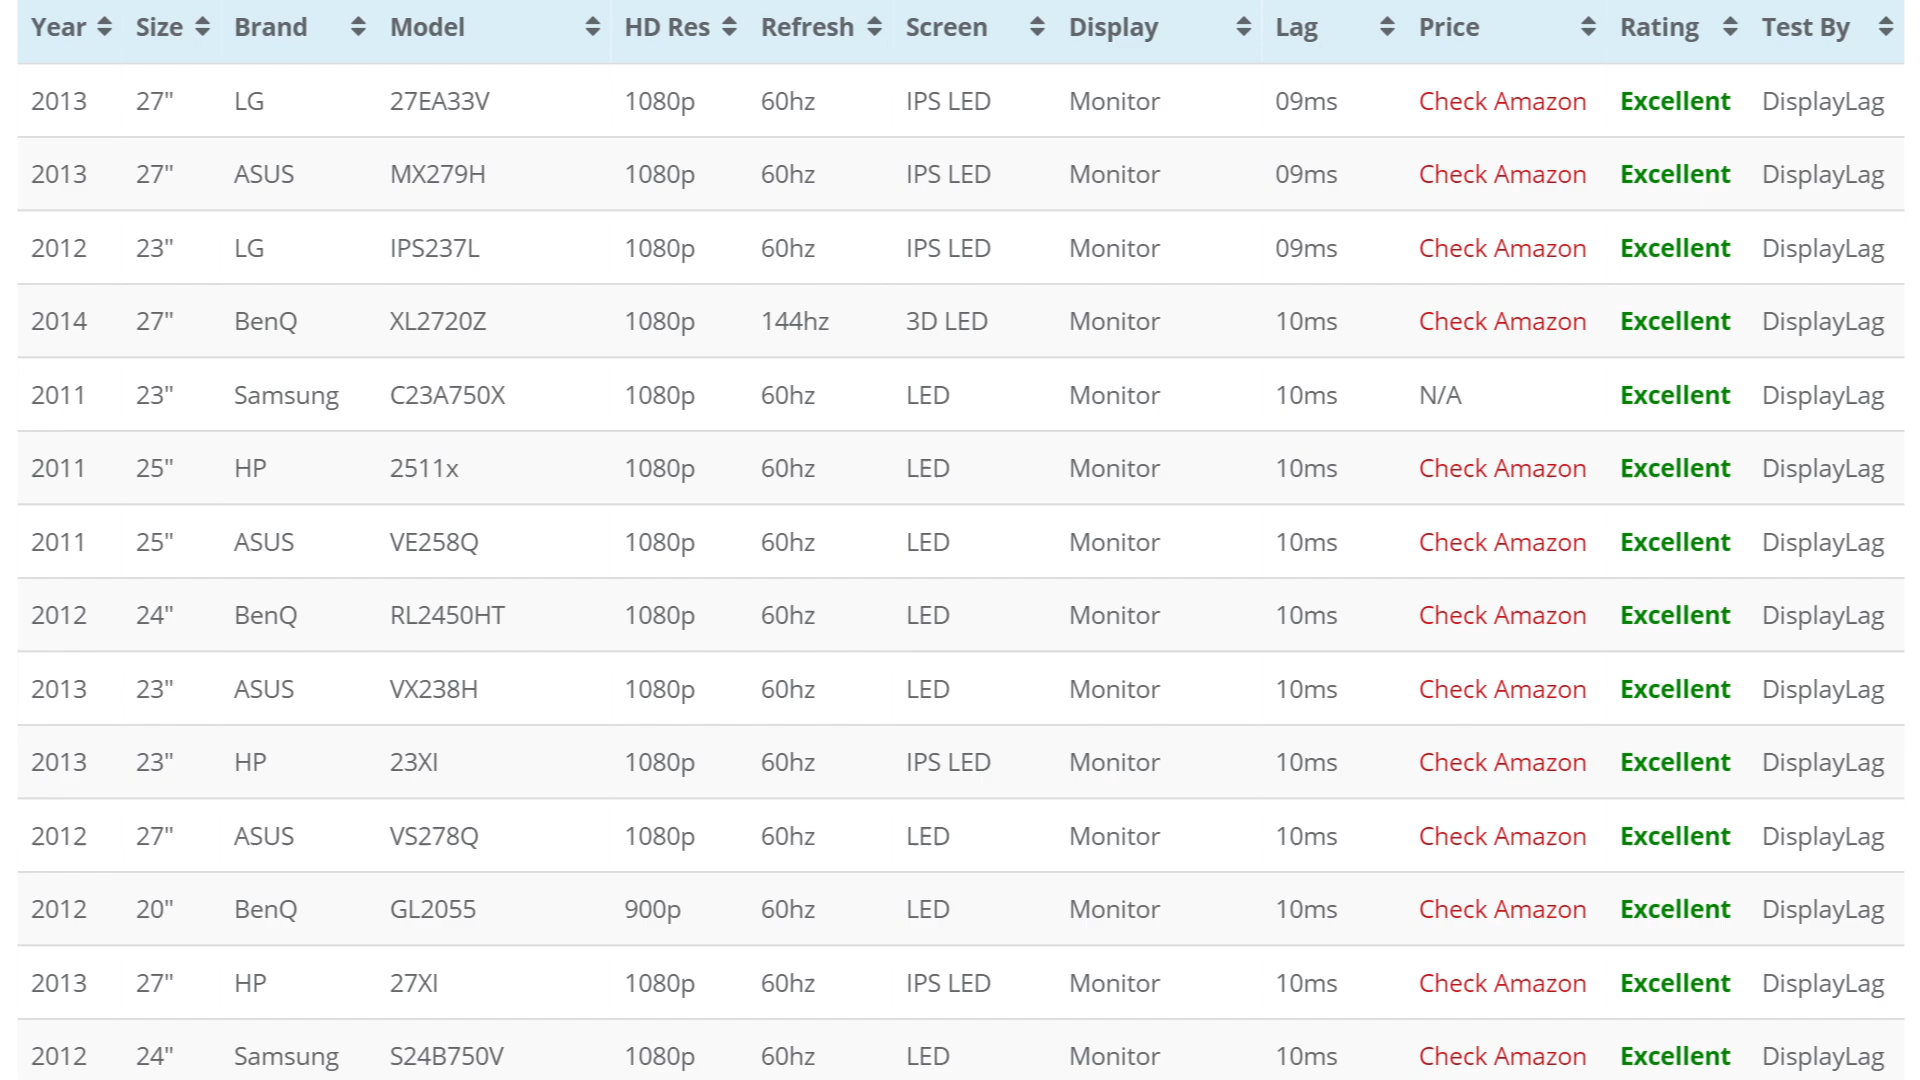 Year Size Brand Model HD Res Refresh Screen Display Lag Price Rating Test By
2013 27" LG 27EA33V 1080p 60hz IPS LED Monitor 09ms Check Amazon Excellent DisplayLag
2013 27" ASUS MX279H 1080p 60hz IPS LED Monitor 09ms Check Amazon Excellent DisplayLag
2012 23" LG IPS237L 1080p 60hz IPS LED Monitor 09ms Check Amazon Excellent DisplayLag
2014 27" BenQ XL2720Z 1080p 144hz 3D LED Monitor 10ms Check Amazon Excellent DisplayLag
2011 23" Samsung C23A750X 1080p 60hz LED Monitor 10ms N/A Excellent DisplayLag
2011 25" HP 2511x 1080p 60hz LED Monitor 10ms Check Amazon Excellent DisplayLag
2011 25" ASUS VE258Q 1080p 60hz LED Monitor 10ms Check Amazon Excellent DisplayLag
2012 24" BenQ RL2450HT 1080p 60hz LED Monitor 10ms Check Amazon Excellent DisplayLag
2013 23" ASUS VX238H 1080p 60hz LED Monitor 10ms Check Amazon Excellent DisplayLag
2013 23" HP 23XI 1080p 60hz IPS LED Monitor 10ms Check Amazon Excellent DisplayLag
2012 27" ASUS VS278Q 1080p 60hz LED Monitor 10ms Check Amazon Excellent DisplayLag
2012 20" BenQ GL2055 900p 60hz LED Monitor 10ms Check Amazon Excellent DisplayLag
2013 27" HP 27XI 1080p 60hz IPS LED Monitor 10ms Check Amazon Excellent DisplayLag
2012 24" Samsung S24B750V 1080p 60hz LED Monitor 10ms Check Amazon Excellent DisplayLag